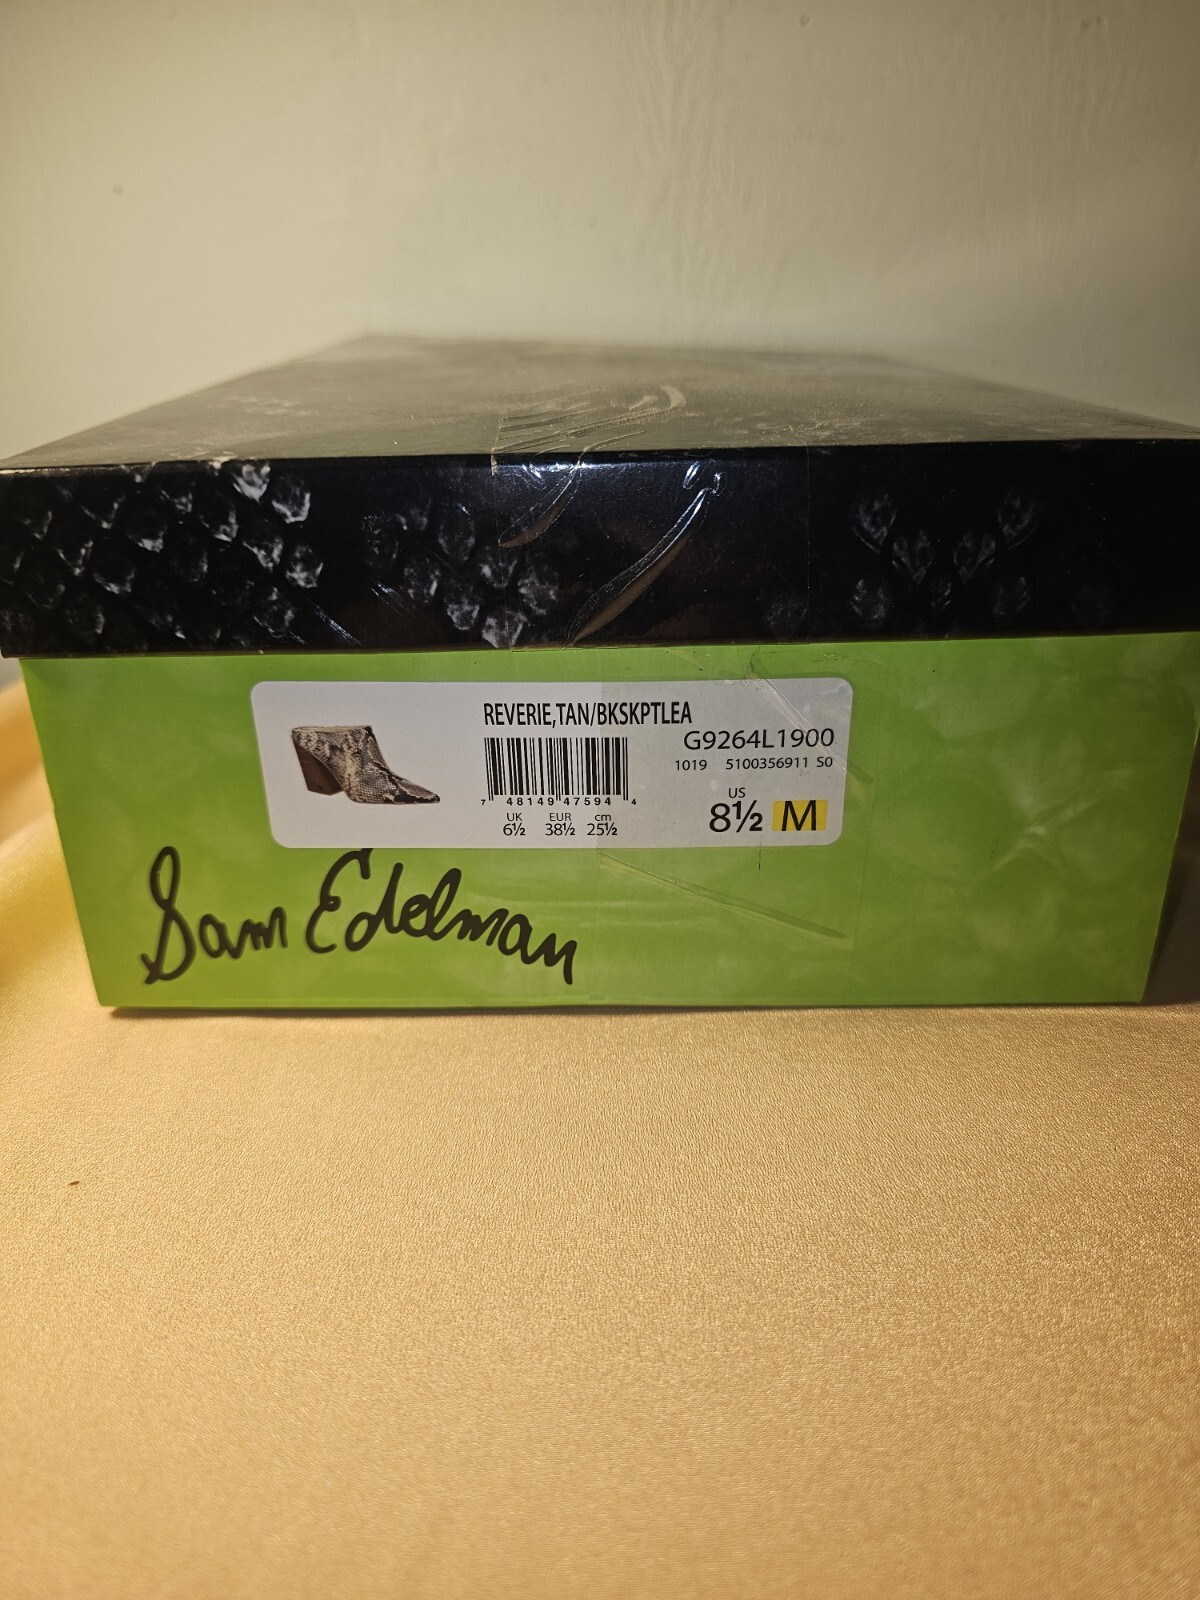 REVERIE,TAN/BKSKPTLEA
G9264L1900
1019 5100356911 S0
7 48149 47594 4
UK EUR cm
6½ 38½ 25½
US
8½ M
Sam Edelman